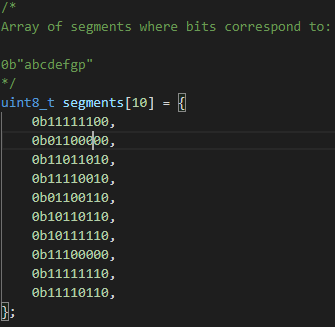 /*
Array of segments where bits correspond to:
0b"abcdefgp"
*/
uint8_t segments[10] = {
0b11111100,
0b01100000,
0b11011010,
0b11110010,
0b01100110,
0b10110110,
0b10111110,
0b11100000,
0b11111110,
0b11110110,
};